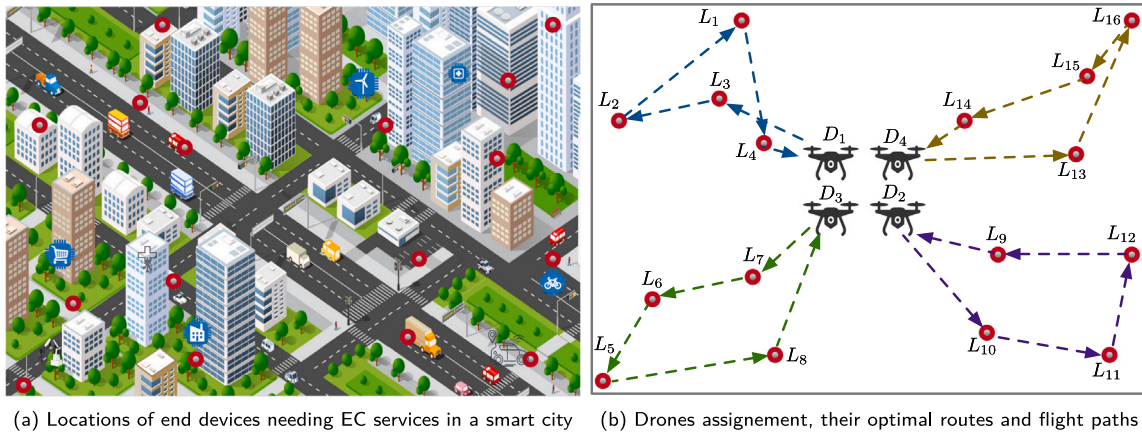 L1
L16
L15
L3
L2
L14
D1
D4
L4
L13
D3
D2
L9
L12
L7
L6
L10
L5
L8
L11
(a) Locations of end devices needing EC services in a smart city
(b) Drones assignement, their optimal routes and flight paths